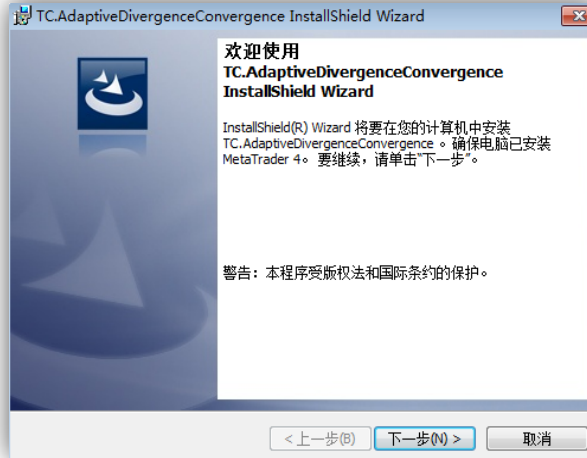 TC.AdaptiveDivergenceConvergence InstallShield Wizard
欢迎使用
TC.AdaptiveDivergenceConvergence
InstallShield Wizard
InstallShield(R) Wizard 将要在您的计算机中安装
TC.AdaptiveDivergenceConvergence 。确保电脑已安装
MetaTrader 4。 要继续，请单击“下一步”。
警告：本程序受版权法和国际条约的保护。
< 上一步(B)
下一步(N) >
取消